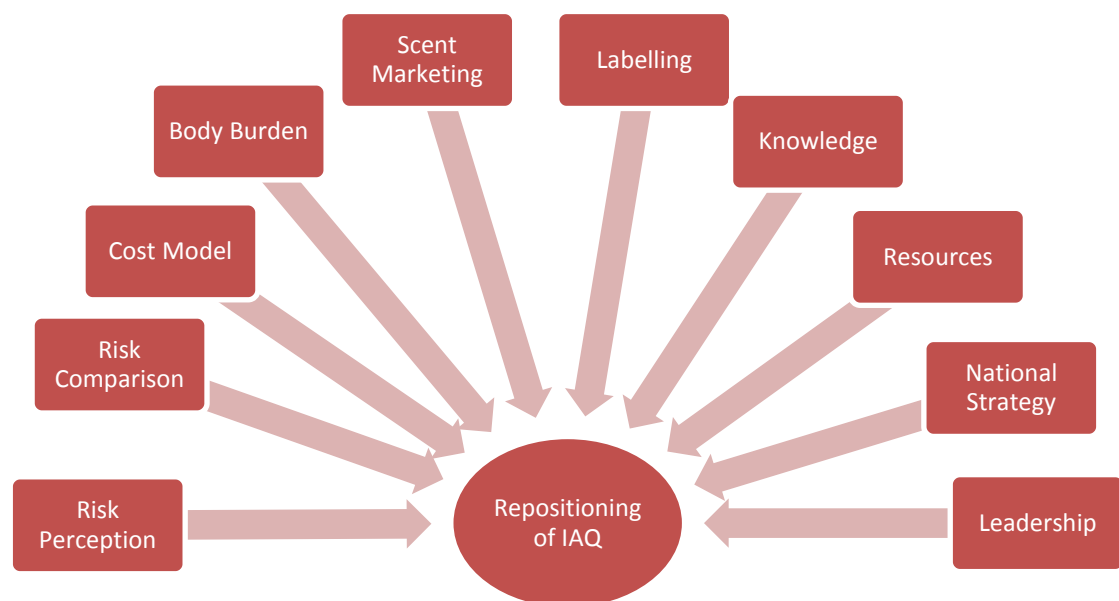 Scent
Marketing
Labelling
Body Burden
Knowledge
Cost Model
Resources
Risk
Comparison
National
Strategy
Risk
Perception
Repositioning
of IAQ
Leadership